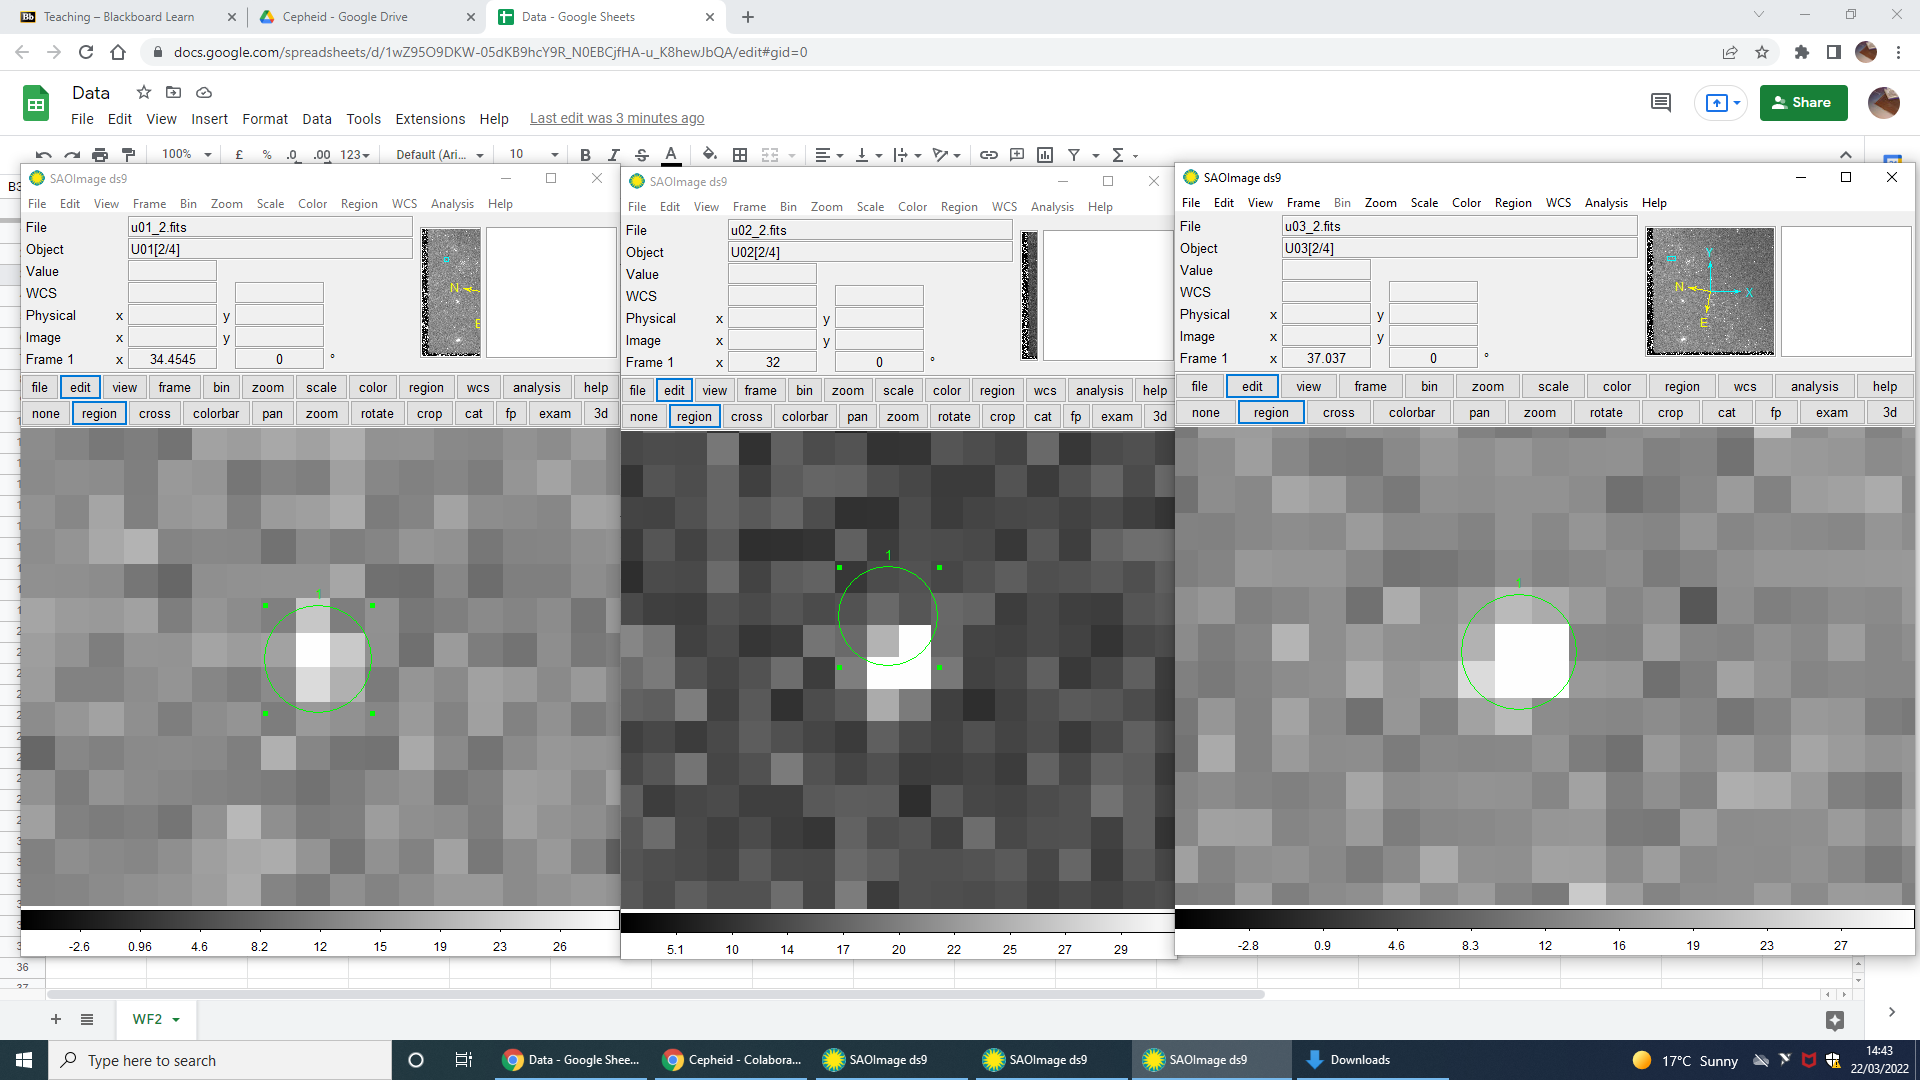 Teaching – Blackboard Learn
Cepheid - Google Drive
Data - Google Sheets
docs.google.com/spreadsheets/d/1wZ95O9DKW-05dKB9hcY9R_N0EBCjfHA-u_K8hewJbQA/edit#gid=0
Data
File Edit View Insert Format Data Tools Extensions Help Last edit was 3 minutes ago
Share
100% £ % .0 .00 123 Default (Ari... 10 B I S A
SAOImage ds9
File Edit View Frame Bin Zoom Scale Color Region WCS Analysis Help
File u01_2.fits
Object U01[2/4]
Value
WCS
Physical x y
Image x y
Frame 1 x 34.4545 0 °
N
E
file edit view frame bin zoom scale color region wcs analysis help
none region cross colorbar pan zoom rotate crop cat fp exam 3d
1
-2.6 0.96 4.6 8.2 12 15 19 23 26
SAOImage ds9
File Edit View Frame Bin Zoom Scale Color Region WCS Analysis Help
File u02_2.fits
Object U02[2/4]
Value
WCS
Physical x y
Image x y
Frame 1 x 32 0 °
file edit view frame bin zoom scale color region wcs analysis help
none region cross colorbar pan zoom rotate crop cat fp exam 3d
1
5.1 10 14 17 20 22 25 27 29
SAOImage ds9
File Edit View Frame Bin Zoom Scale Color Region WCS Analysis Help
File u03_2.fits
Object U03[2/4]
Value
WCS
Physical x y
Image x y
Frame 1 x 37.037 0 °
Y
N X
E
file edit view frame bin zoom scale color region wcs analysis help
none region cross colorbar pan zoom rotate crop cat fp exam 3d
1
-2.8 0.9 4.6 8.3 12 16 19 23 27
36
37
WF2
Type here to search
Data - Google Shee...
Cepheid - Colabora...
SAOImage ds9
SAOImage ds9
SAOImage ds9
Downloads
17°C Sunny
14:43
22/03/2022